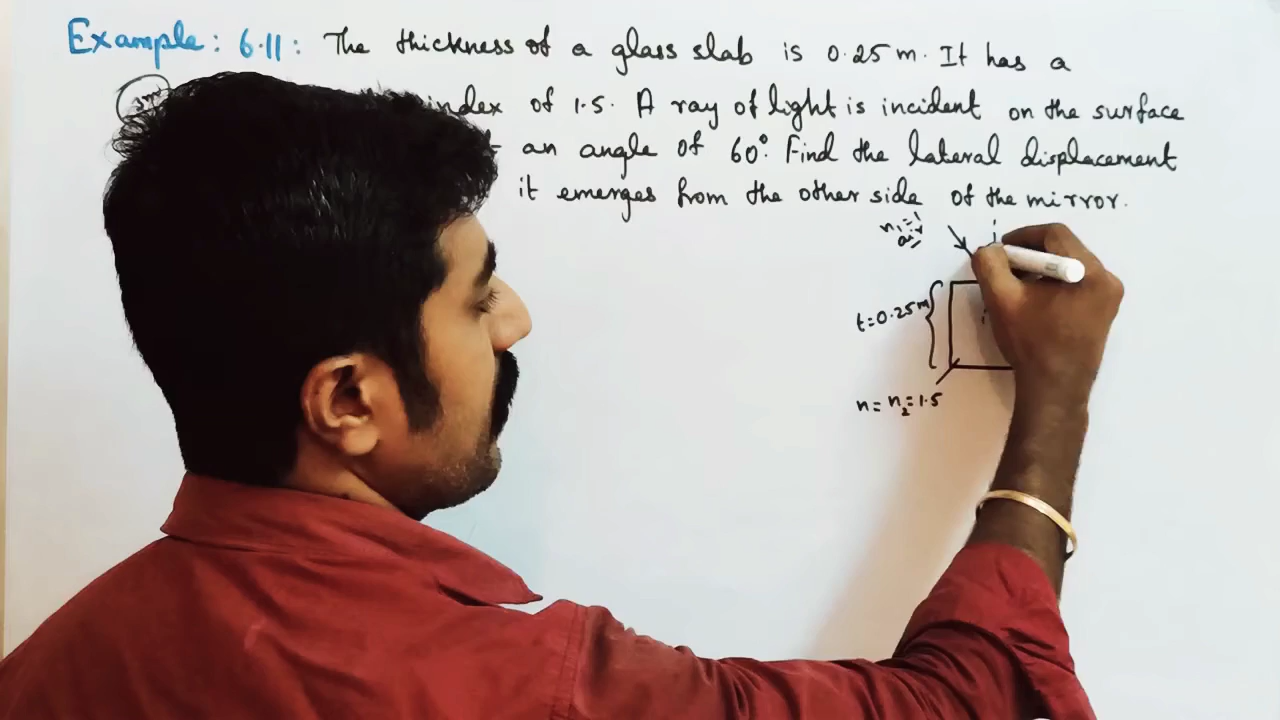 Example: 6.11: The thickness of a glass slab is 0.25 m. It has a
index of 1.5. A ray of light is incident on the surface
an angle of 60°. Find the lateral displacement
it emerges from the other side of the mirror.
n₁=1
air
t=0.25m
i
n= n₂=1.5